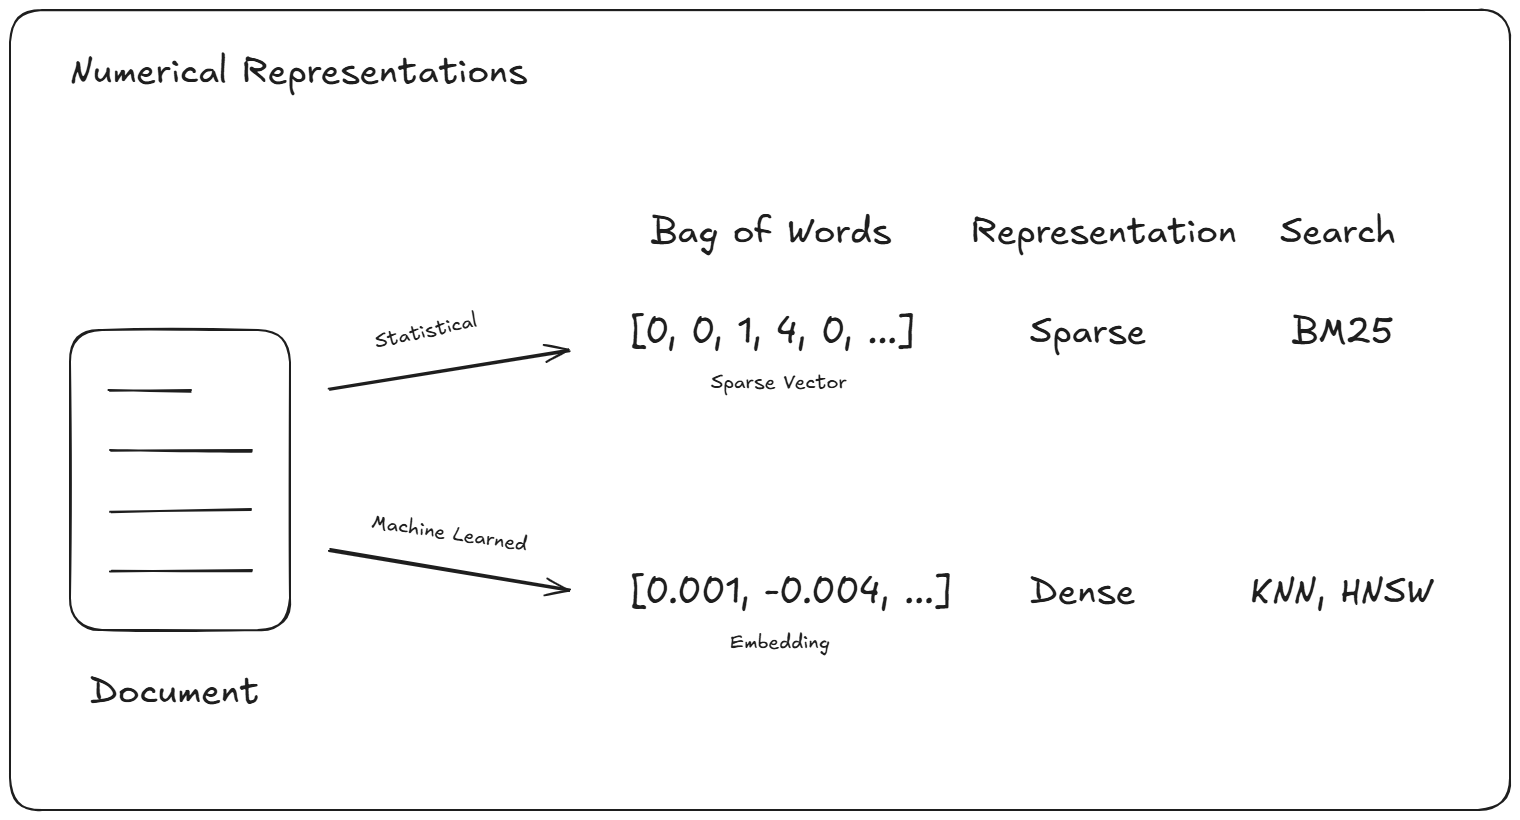 Numerical Representations
Bag of Words Representation Search
Statistical
[0, 0, 1, 4, 0, ...] Sparse BM25
Sparse Vector
Machine Learned
[0.001, -0.004, ...] Dense KNN, HNSW
Embedding
Document